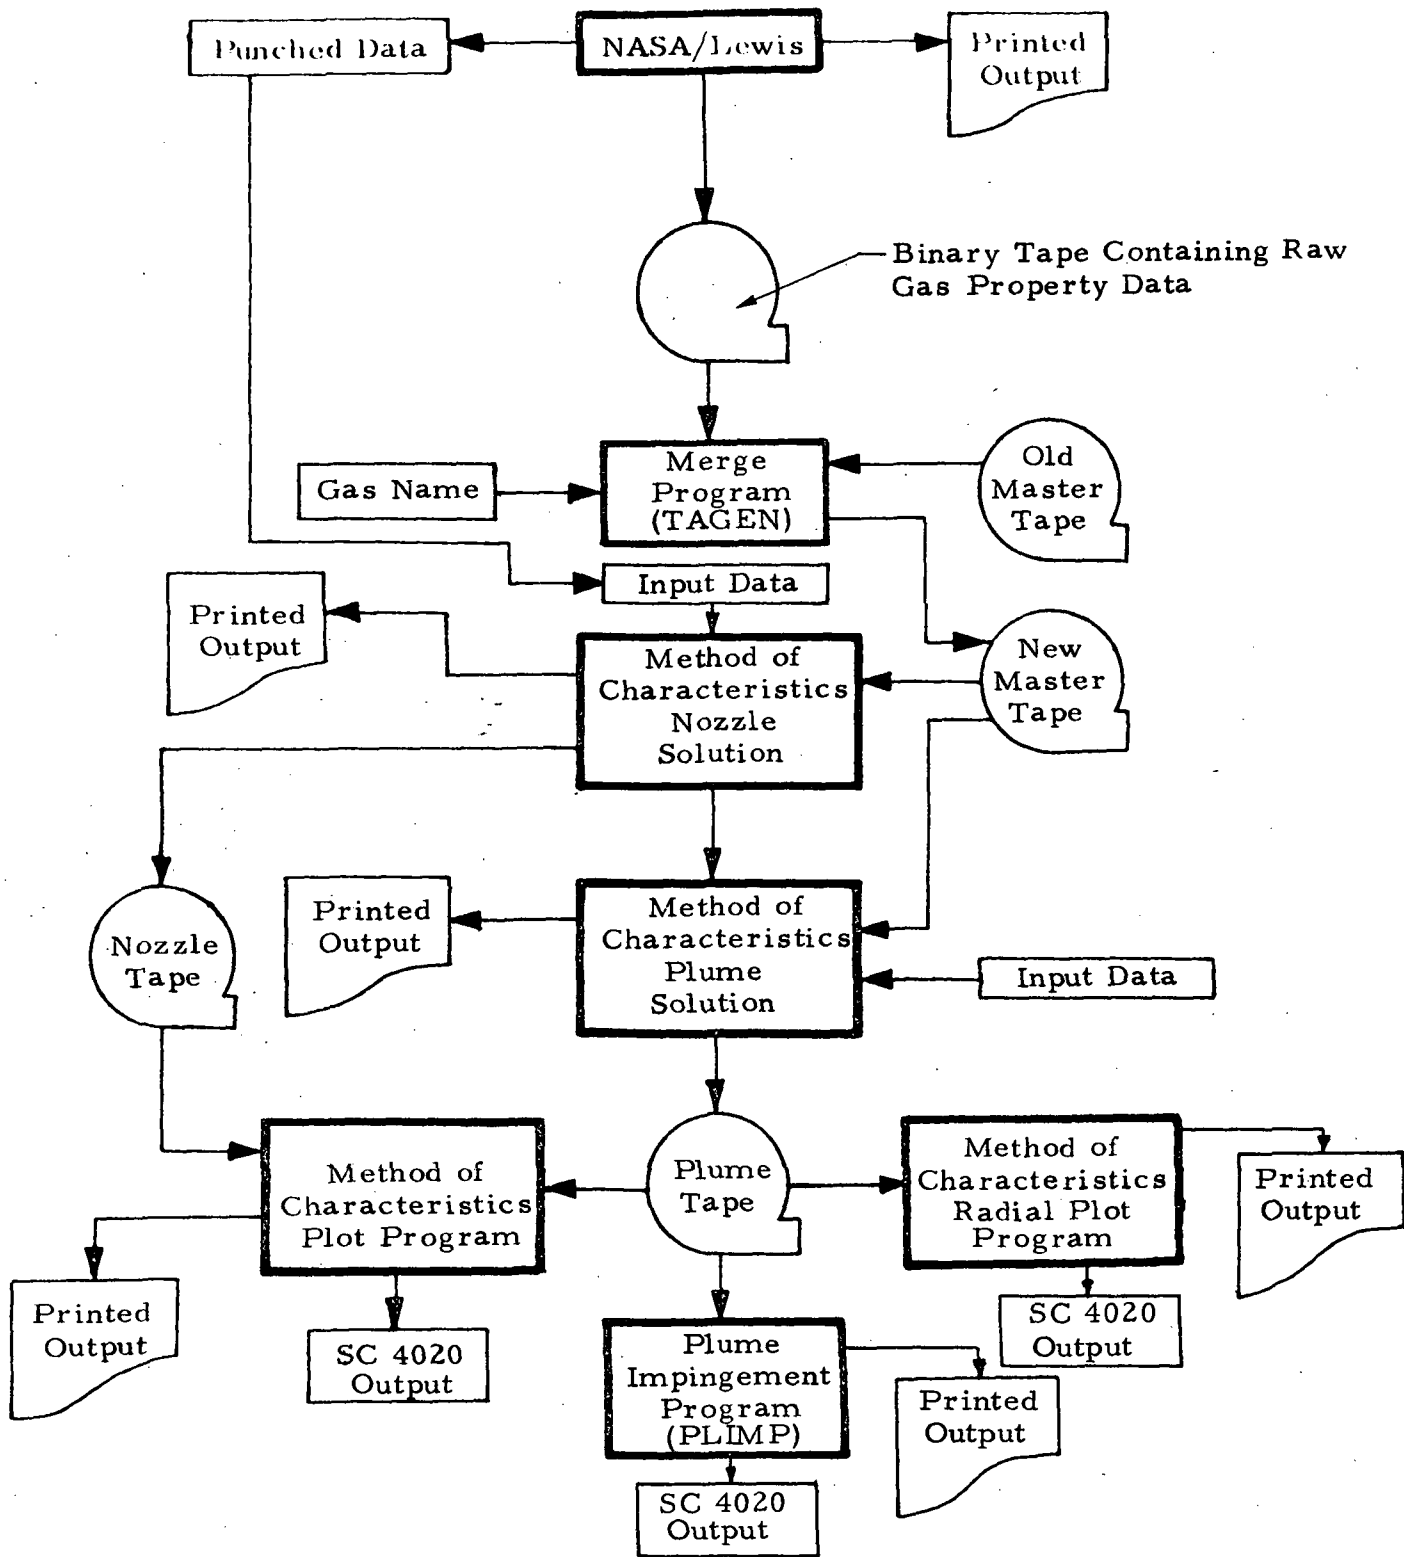 Punched Data
NASA/Lewis
Printed
Output
Binary Tape Containing Raw
Gas Property Data
Gas Name
Merge
Program
(TAGEN)
Old
Master
Tape
Input Data
Printed
Output
Method of
Characteristics
Nozzle
Solution
New
Master
Tape
Nozzle
Tape
Printed
Output
Method of
Characteristics
Plume
Solution
Input Data
Method of
Characteristics
Plot Program
Plume
Tape
Method of
Characteristics
Radial Plot
Program
Printed
Output
Printed
Output
SC 4020
Output
Plume
Impingement
Program
(PLIMP)
SC 4020
Output
Printed
Output
SC 4020
Output